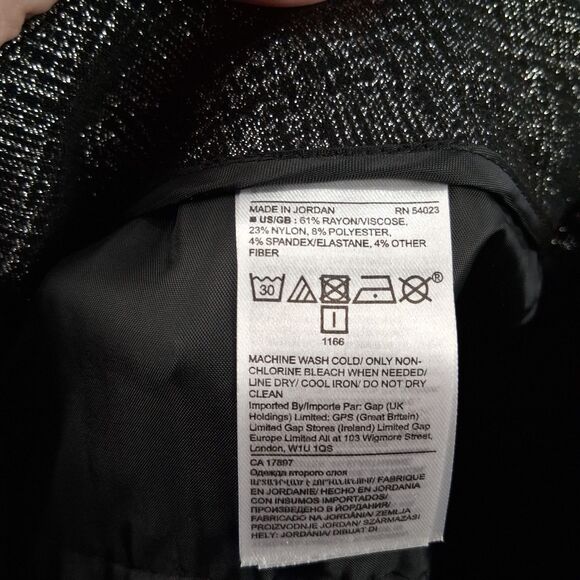 MADE IN JORDAN RN 54023
■ US/GB : 61% RAYON/VISCOSE,
23% NYLON, 8% POLYESTER,
4% SPANDEX/ELASTANE, 4% OTHER
FIBER
30
®
I
1166
MACHINE WASH COLD/ ONLY NON-
CHLORINE BLEACH WHEN NEEDED/
LINE DRY/ COOL IRON/ DO NOT DRY
CLEAN
Imported By/Importe Par: Gap (UK
Holdings) Limited: GPS (Great Britain)
Limited Gap Stores (Ireland) Limited Gap
Europe Limited All at 103 Wigmore Street,
London, W1U 1QS
CA 17897
Одежда второго слоя
FABRIQUE
EN JORDANIE/ HECHO EN JORDANIA
CON INSUMOS IMPORTADOS/
ПРОИЗВЕДЕНО В ЙОРДАНИИ/
FABRICADO NA JORDÂNIA/ ZEMLJA
PROIZVODNJE JORDAN/ SZÁRMAZÁSI
HELY: JORDÁNIA/ DIBUAT DI